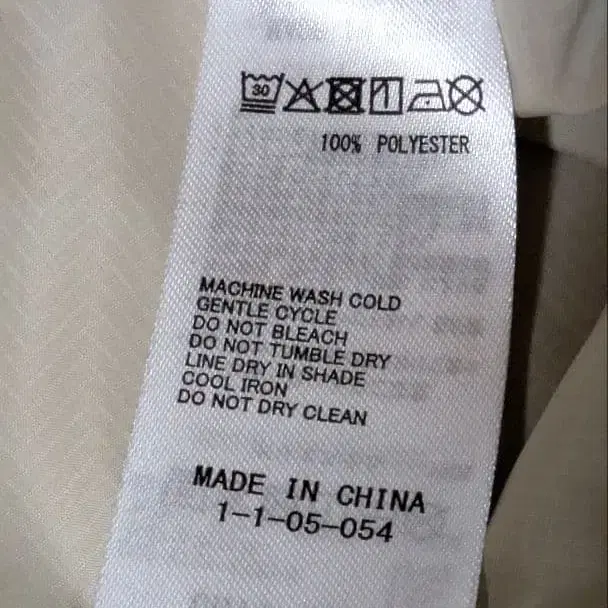 30
100% POLYESTER
MACHINE WASH COLD
GENTLE CYCLE
DO NOT BLEACH
DO NOT TUMBLE DRY
LINE DRY IN SHADE
COOL IRON
DO NOT DRY CLEAN
MADE IN CHINA
1-1-05-054